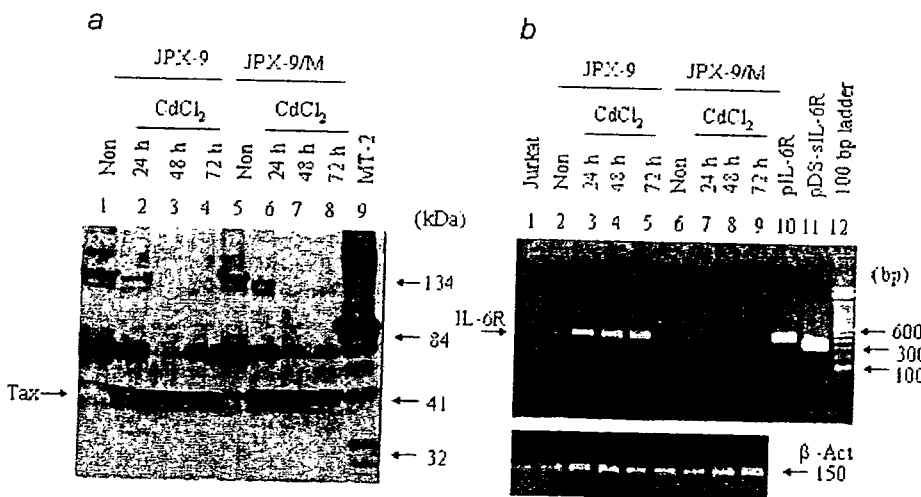 a
JPX-9 JPX-9/M
CdCl₂ CdCl₂
Non 24 h 48 h 72 h Non 24 h 48 h 72 h MT-2
1 2 3 4 5 6 7 8 9 (kDa)
134
84
Tax
41
32
b
JPX-9 JPX-9/M
CdCl₂ CdCl₂
Jurkat Non 24 h 48 h 72 h Non 24 h 48 h 72 h pIL-6R pDS-sIL-6R 100 bp ladder
1 2 3 4 5 6 7 8 9 10 11 12
(bp)
IL-6R
600
300
100
β-Act
150